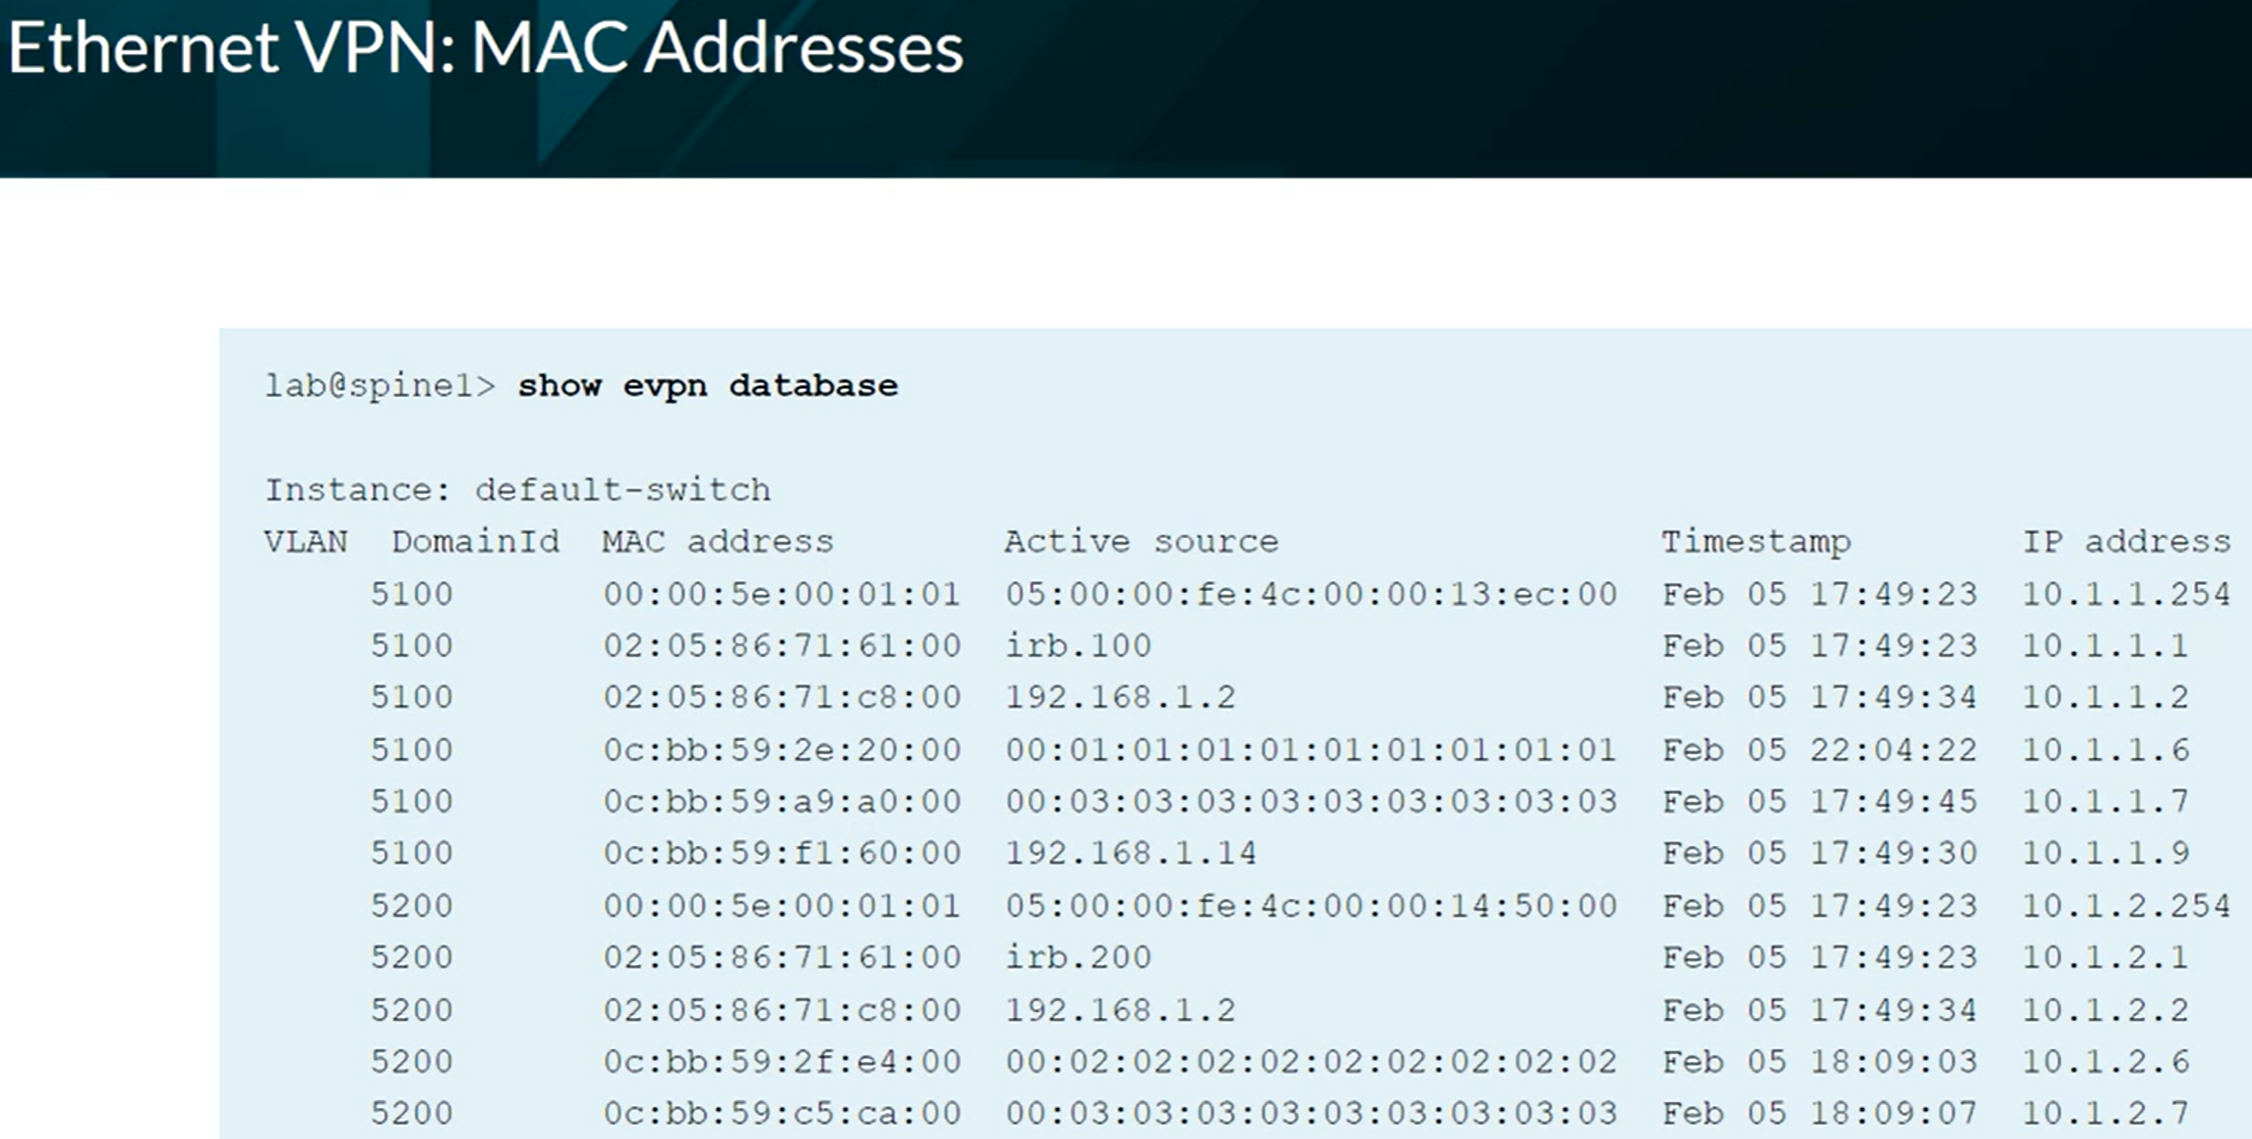 Ethernet VPN: MAC Addresses
lab@spine1> show evpn database
Instance: default-switch
VLAN DomainId MAC address Active source Timestamp IP address
5100 00:00:5e:00:01:01 05:00:00:fe:4c:00:00:13:ec:00 Feb 05 17:49:23 10.1.1.254
5100 02:05:86:71:61:00 irb.100 Feb 05 17:49:23 10.1.1.1
5100 02:05:86:71:c8:00 192.168.1.2 Feb 05 17:49:34 10.1.1.2
5100 0c:bb:59:2e:20:00 00:01:01:01:01:01:01:01:01:01 Feb 05 22:04:22 10.1.1.6
5100 0c:bb:59:a9:a0:00 00:03:03:03:03:03:03:03:03:03 Feb 05 17:49:45 10.1.1.7
5100 0c:bb:59:f1:60:00 192.168.1.14 Feb 05 17:49:30 10.1.1.9
5200 00:00:5e:00:01:01 05:00:00:fe:4c:00:00:14:50:00 Feb 05 17:49:23 10.1.2.254
5200 02:05:86:71:61:00 irb.200 Feb 05 17:49:23 10.1.2.1
5200 02:05:86:71:c8:00 192.168.1.2 Feb 05 17:49:34 10.1.2.2
5200 0c:bb:59:2f:e4:00 00:02:02:02:02:02:02:02:02:02 Feb 05 18:09:03 10.1.2.6
5200 0c:bb:59:c5:ca:00 00:03:03:03:03:03:03:03:03:03 Feb 05 18:09:07 10.1.2.7